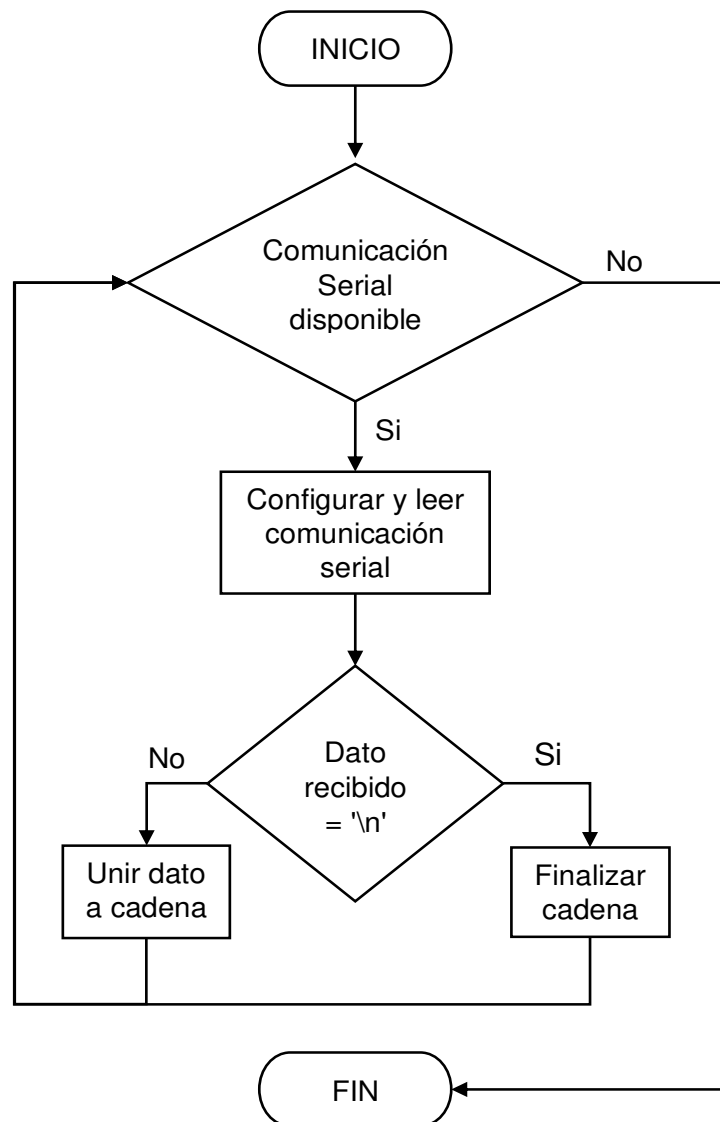 INICIO
Comunicación
Serial
disponible
No
Si
Configurar y leer
comunicación
serial
Dato
recibido
= '\n'
No
Si
Unir dato
a cadena
Finalizar
cadena
FIN